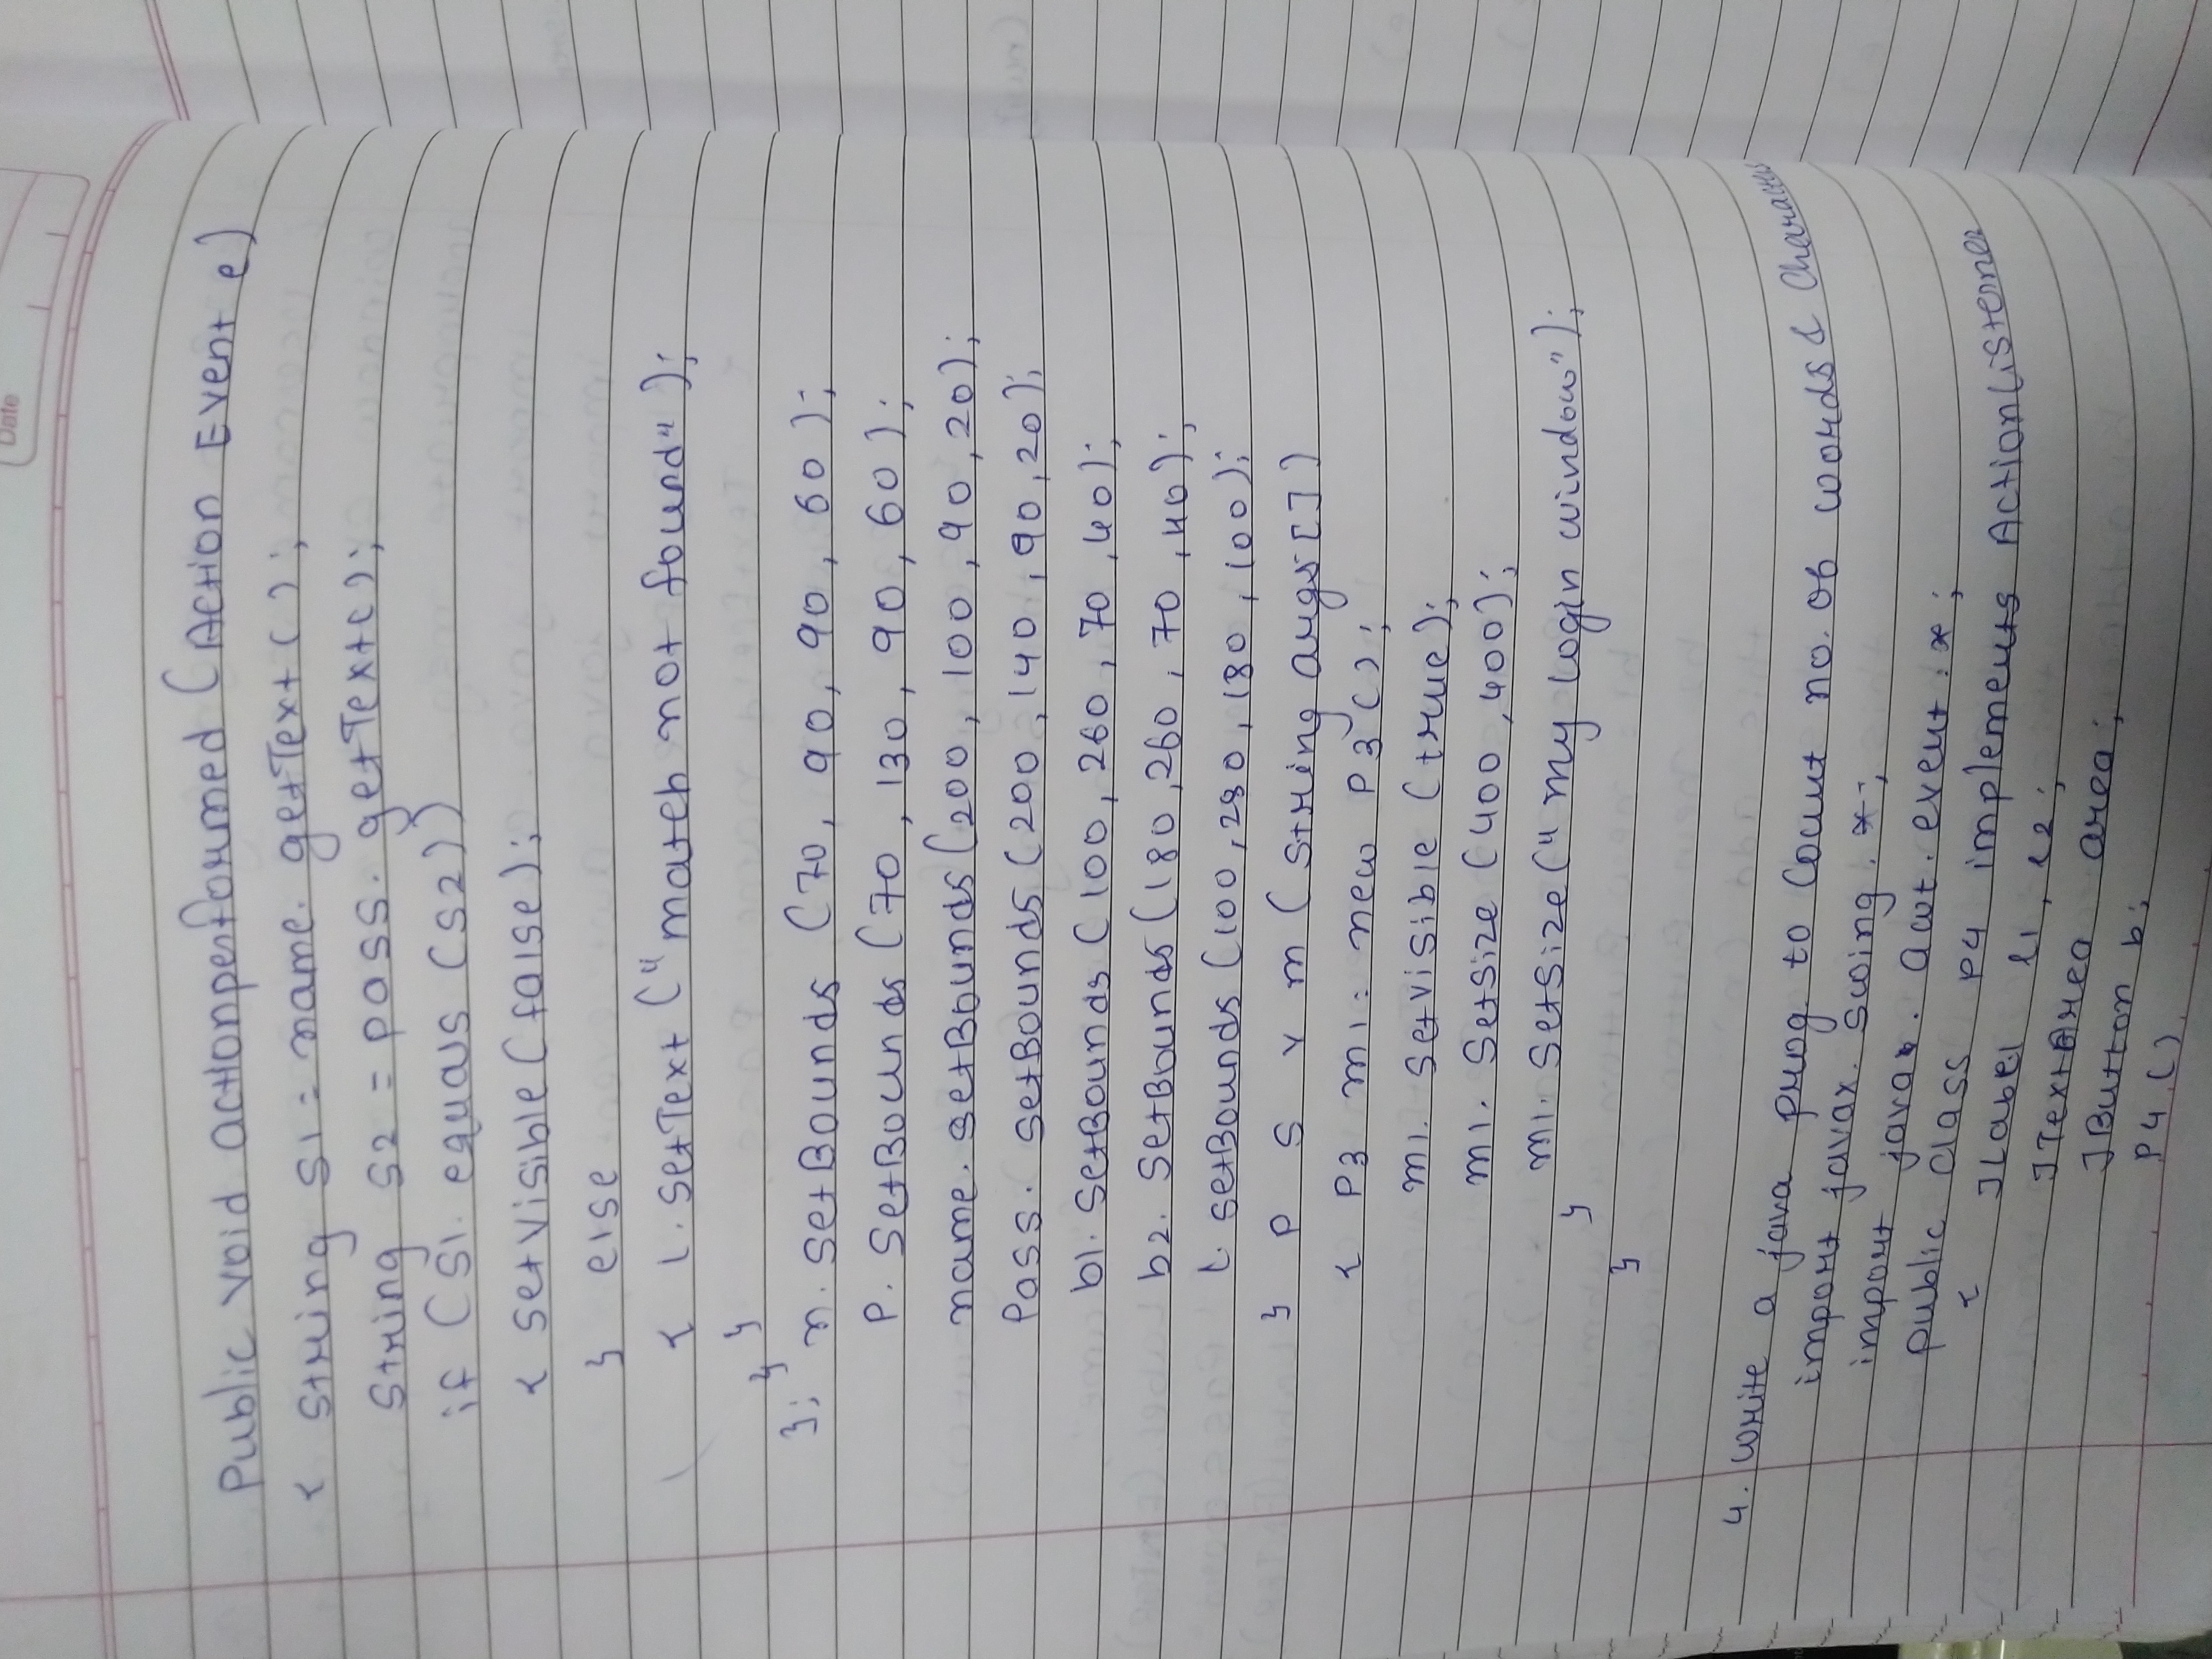 Date
Public void actionperformed (Action Event e)
{ String s1 = name. getText ( );
String s2 = pass. getText( );
if (s1. equals (s2))
{ setvisible (false);
} else
{ l. setText ("match not found");
}
}
}; n. setBounds (70, 90, 90, 60 );
P. SetBounds (70, 130, 90, 60 );
name. setBounds (200, 100, 90, 20);
Pass. setBounds (200, 140, 90, 20);
b1. SetBounds (100, 260, 70, 40);
b2. SetBounds (180, 260, 70, 40);
l. setBounds (100, 280, 180, 100);
} P S v m ( String args [ ] )
{ P3 m1 = new P3 ( );
m1. setvisible (true);
m1. Setsize (400, 400);
m1. Setsize (" my login window");
}
}
4. Write a java prog. to Count no. of words & Characters
import javax. swing. *;
import java. awt. event. *;
public class P4 implements ActionListerner
{ JLabel l1, l2;
JTextArea area;
JButton b;
P4 ( )